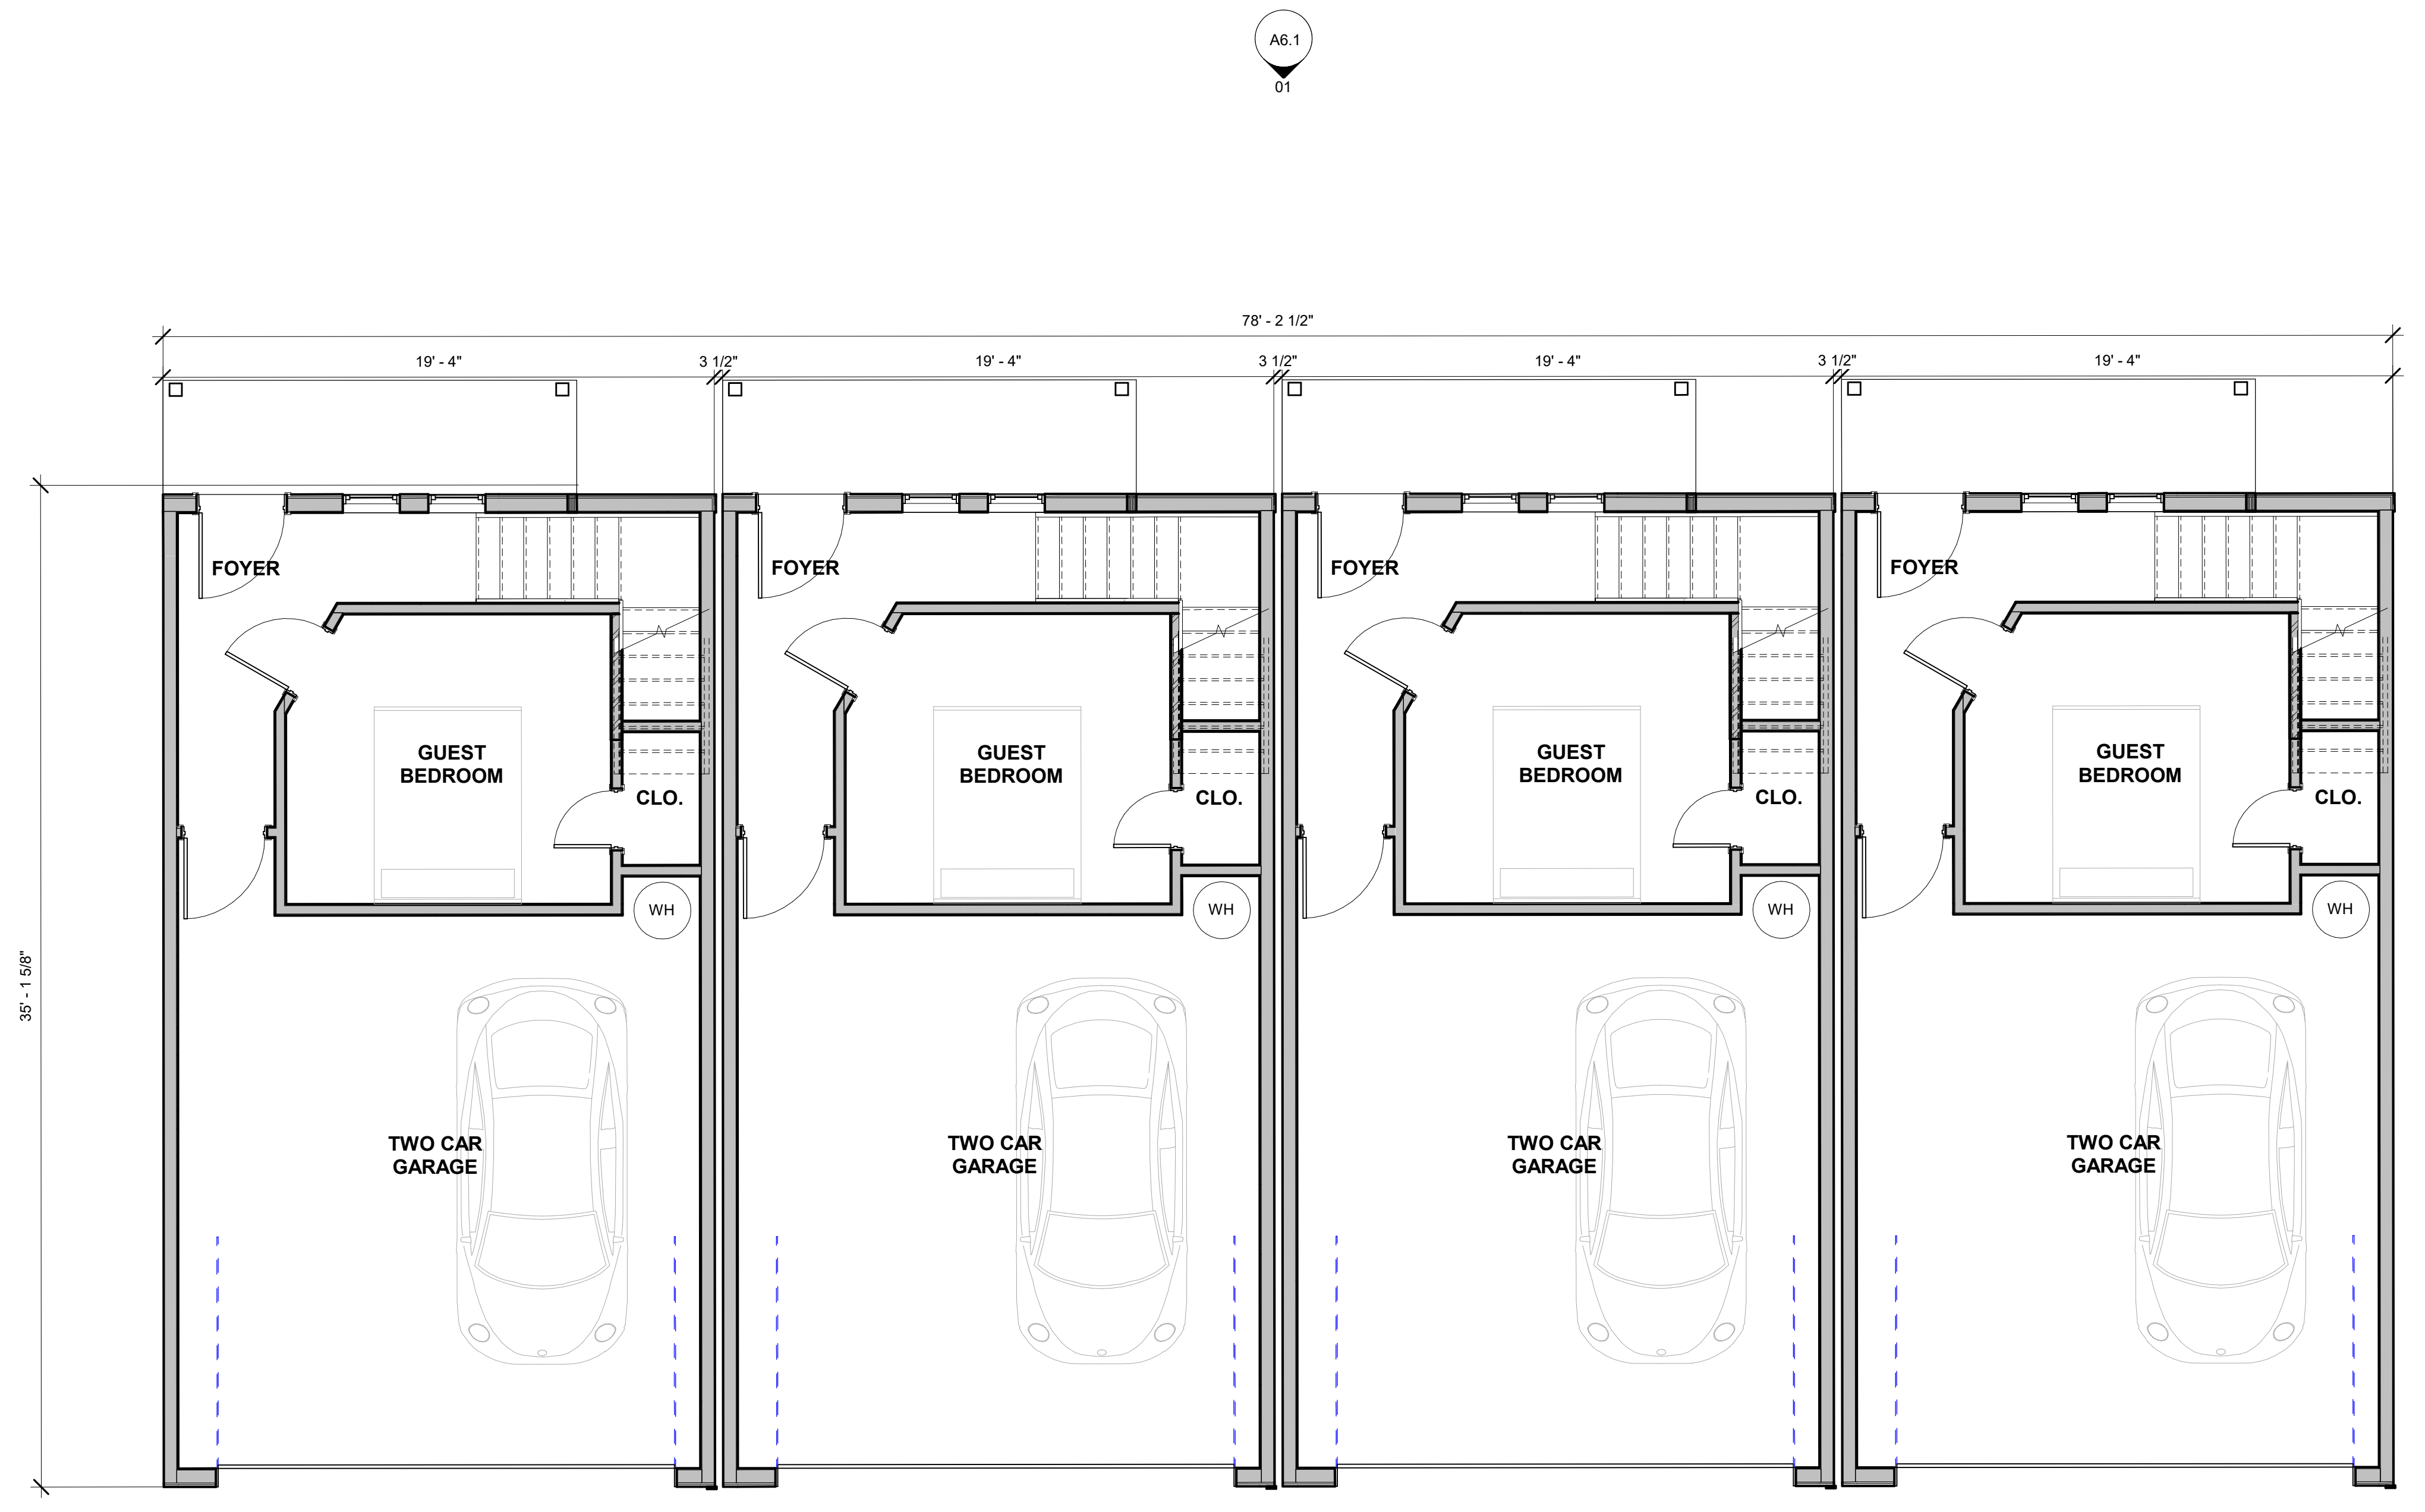 A6.1
01
78' - 2 1/2"
19' - 4"
3 1/2"
19' - 4"
3 1/2"
19' - 4"
3 1/2"
19' - 4"
FOYER
FOYER
FOYER
FOYER
GUEST
BEDROOM
GUEST
BEDROOM
GUEST
BEDROOM
GUEST
BEDROOM
CLO.
CLO.
CLO.
CLO.
WH
WH
WH
WH
35' - 1 5/8"
TWO CAR
GARAGE
TWO CAR
GARAGE
TWO CAR
GARAGE
TWO CAR
GARAGE